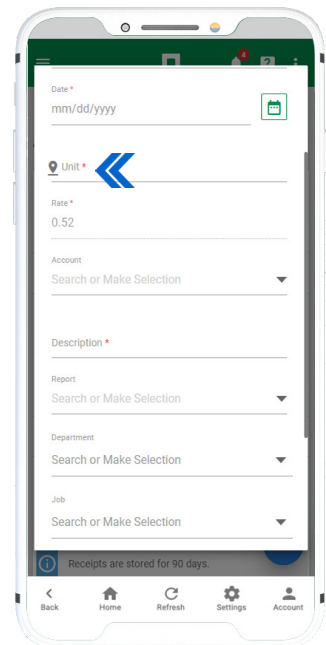 4
?
Date *
mm/dd/yyyy
Unit *
Rate *
0.52
Account
Search or Make Selection
Description *
Report
Search or Make Selection
Department
Search or Make Selection
Job
Search or Make Selection
i Receipts are stored for 90 days.
Back Home Refresh Settings Account